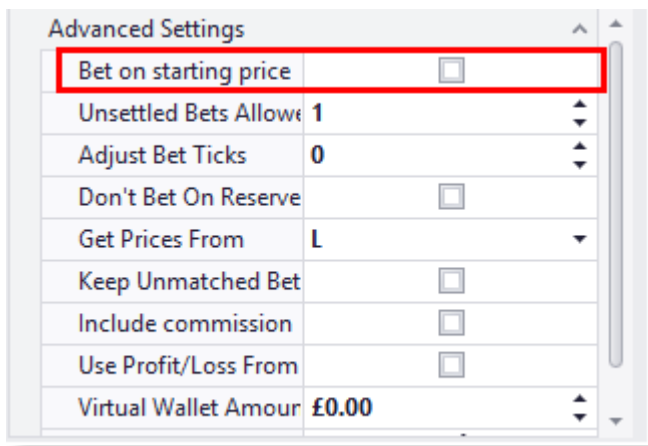 Advanced Settings
Bet on starting price
Unsettled Bets Allowe 1
Adjust Bet Ticks 0
Don't Bet On Reserve
Get Prices From L
Keep Unmatched Bet
Include commission
Use Profit/Loss From
Virtual Wallet Amour £0.00